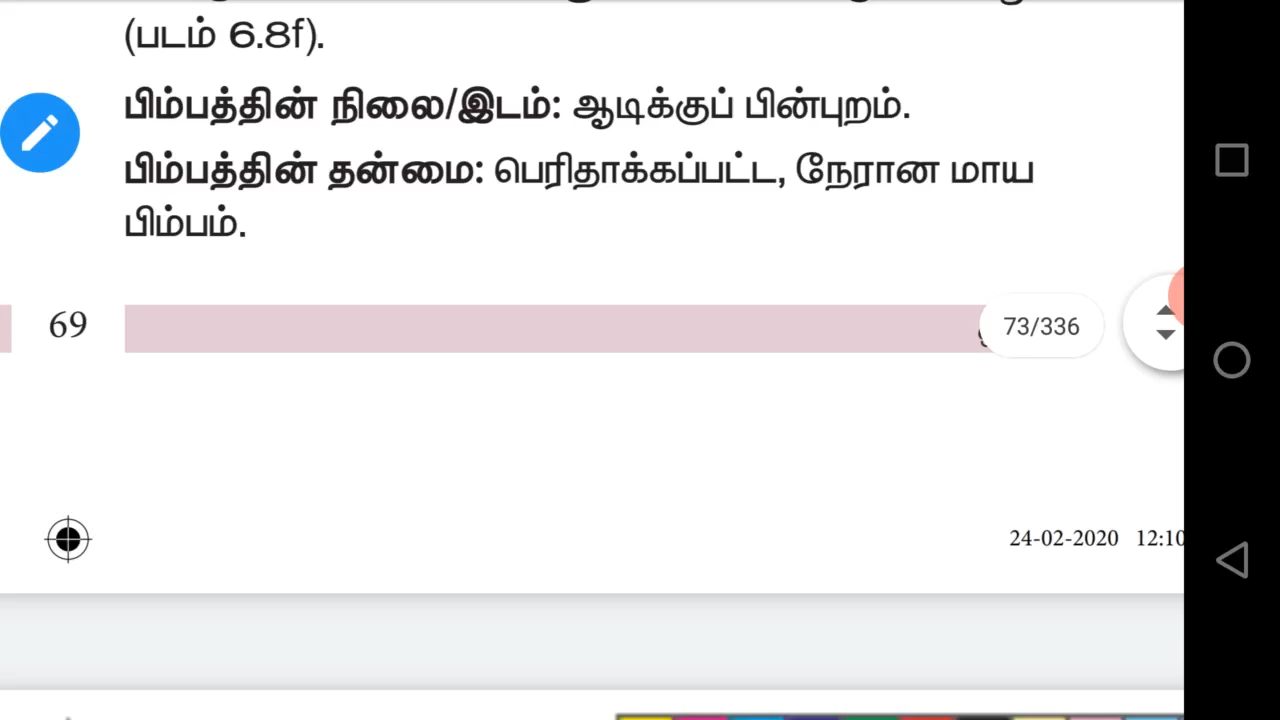 (படம் 6.8f).
பிம்பத்தின் நிலை/இடம்: ஆடிக்குப் பின்புறம்.
பிம்பத்தின் தன்மை: பெரிதாக்கப்பட்ட, நேரான மாய
பிம்பம்.
69
73/336
24-02-2020 12:10